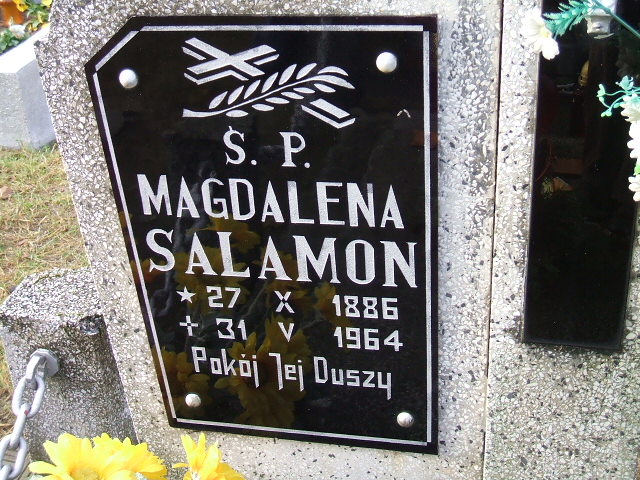 Ś. P.
MAGDALENA
SALAMON
★ 27 X 1886
+ 31 V 1964
Pokój Jej Duszy